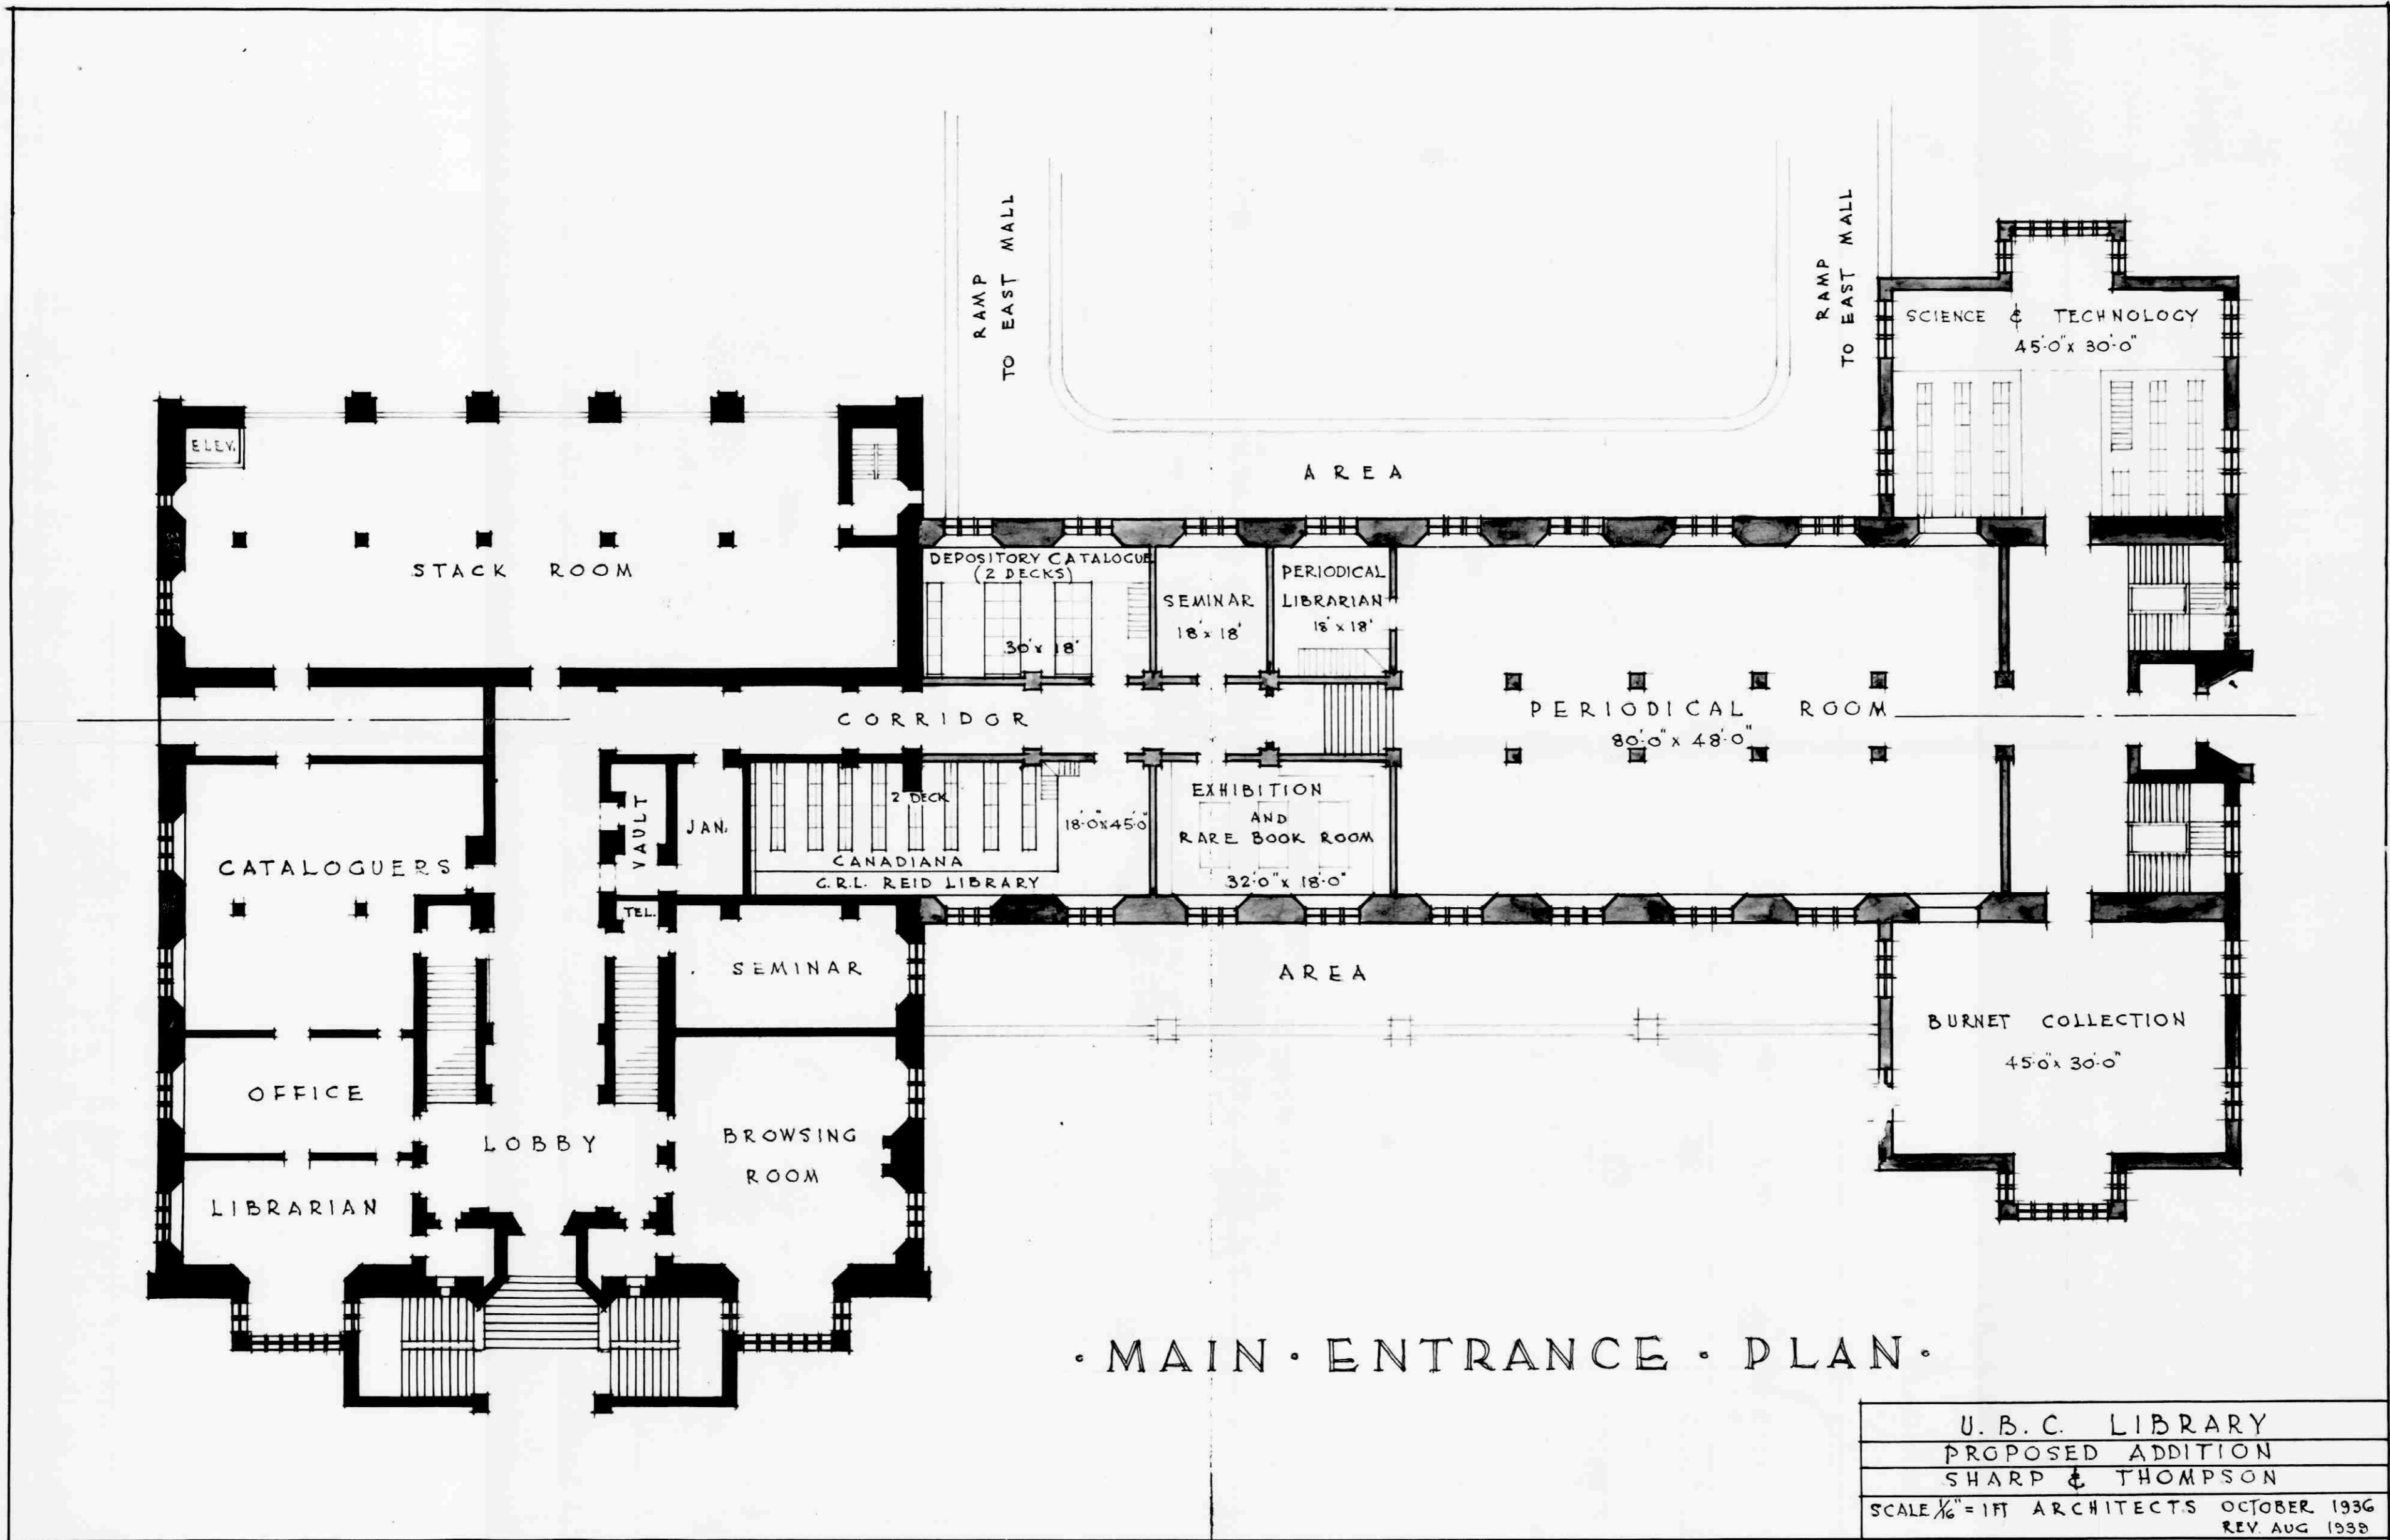 RAMP
TO EAST MALL
RAMP
TO EAST MALL
SCIENCE & TECHNOLOGY
45'-0" x 30'-0"
ELEV.
AREA
STACK ROOM
DEPOSITORY CATALOGUE
(2 DECKS)
30' x 18'
SEMINAR
18' x 18'
PERIODICAL
LIBRARIAN
18' x 18'
CORRIDOR
PERIODICAL ROOM
80'-0" x 48'-0"
CATALOGUERS
VAULT
JAN.
2 DECK
18'-0" x 45'-0"
CANADIANA
C.R.L. REID LIBRARY
EXHIBITION
AND
RARE BOOK ROOM
32'-0" x 18'-0"
TEL.
SEMINAR
AREA
BURNET COLLECTION
45'-0" x 30'-0"
OFFICE
LOBBY
BROWSING
ROOM
LIBRARIAN
·MAIN·ENTRANCE·PLAN·
U.B.C. LIBRARY
PROPOSED ADDITION
SHARP & THOMPSON
SCALE 1/16" = 1 FT ARCHITECTS OCTOBER 1936
REV. AUG 1939